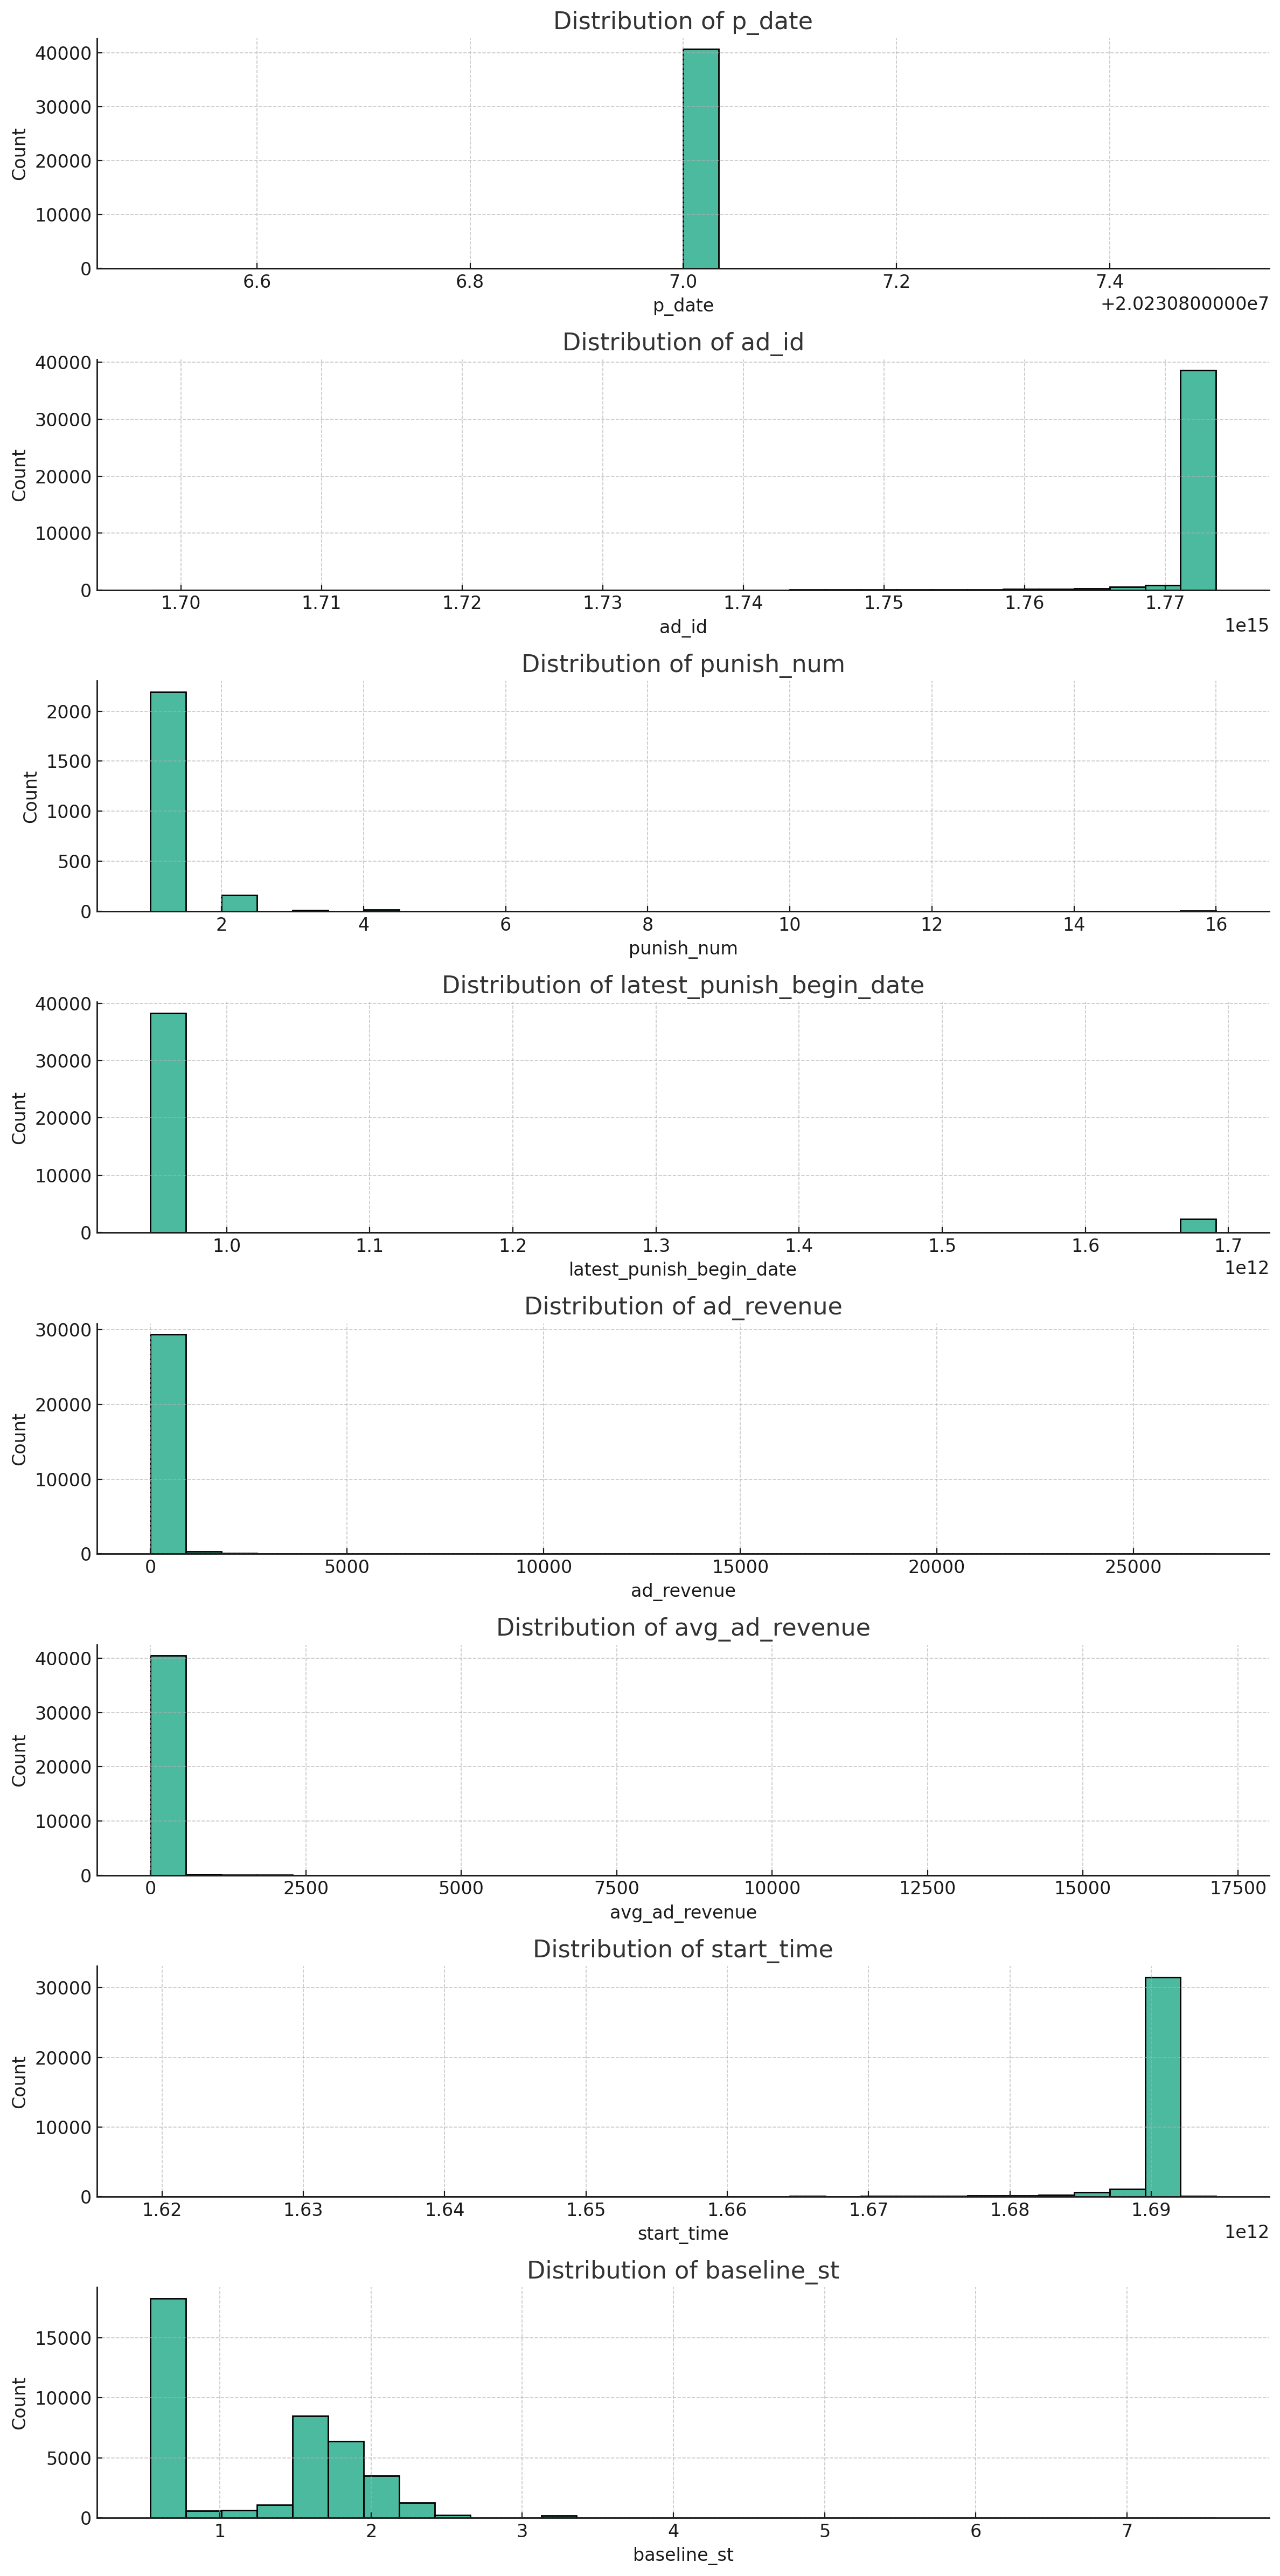 Distribution of p_date
40000
30000
20000
10000
0
Count
6.6 6.8 7.0 7.2 7.4
p_date
+2.0230800000e7
Distribution of ad_id
40000
30000
20000
10000
0
Count
1.70 1.71 1.72 1.73 1.74 1.75 1.76 1.77
ad_id
1e15
Distribution of punish_num
2000
1500
1000
500
0
Count
2 4 6 8 10 12 14 16
punish_num
Distribution of latest_punish_begin_date
40000
30000
20000
10000
0
Count
1.0 1.1 1.2 1.3 1.4 1.5 1.6 1.7
latest_punish_begin_date
1e12
Distribution of ad_revenue
30000
20000
10000
0
Count
0 5000 10000 15000 20000 25000
ad_revenue
Distribution of avg_ad_revenue
40000
30000
20000
10000
0
Count
0 2500 5000 7500 10000 12500 15000 17500
avg_ad_revenue
Distribution of start_time
30000
20000
10000
0
Count
1.62 1.63 1.64 1.65 1.66 1.67 1.68 1.69
start_time
1e12
Distribution of baseline_st
15000
10000
5000
0
Count
1 2 3 4 5 6 7
baseline_st